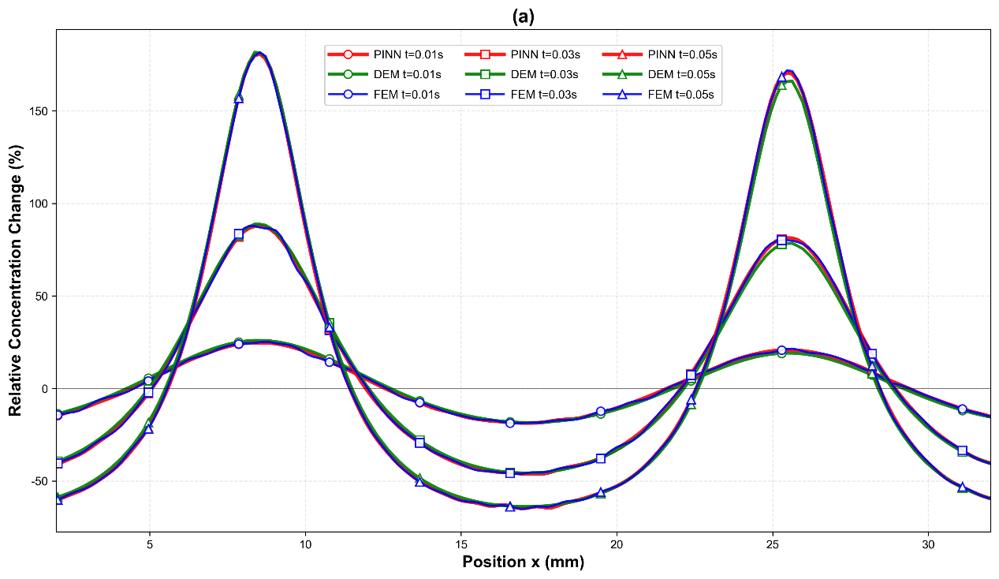 (a)
PINN t=0.01s PINN t=0.03s PINN t=0.05s
DEM t=0.01s DEM t=0.03s DEM t=0.05s
FEM t=0.01s FEM t=0.03s FEM t=0.05s
Relative Concentration Change (%)
150
100
50
0
-50
5 10 15 20 25 30
Position x (mm)